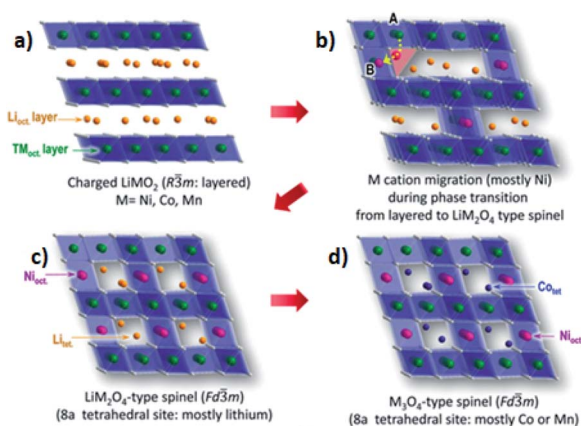 a)
Li_oct. layer
TM_oct. layer
Charged LiMO₂ (R3̅m: layered)
M= Ni, Co, Mn
b)
A
B
M cation migration (mostly Ni)
during phase transition
from layered to LiM₂O₄ type spinel
c)
Ni_oct.
Li_tet.
LiM₂O₄-type spinel (Fd3̅m)
(8a tetrahedral site: mostly lithium)
d)
Co_tet
Ni_oct
M₃O₄-type spinel (Fd3̅m)
(8a tetrahedral site: mostly Co or Mn)